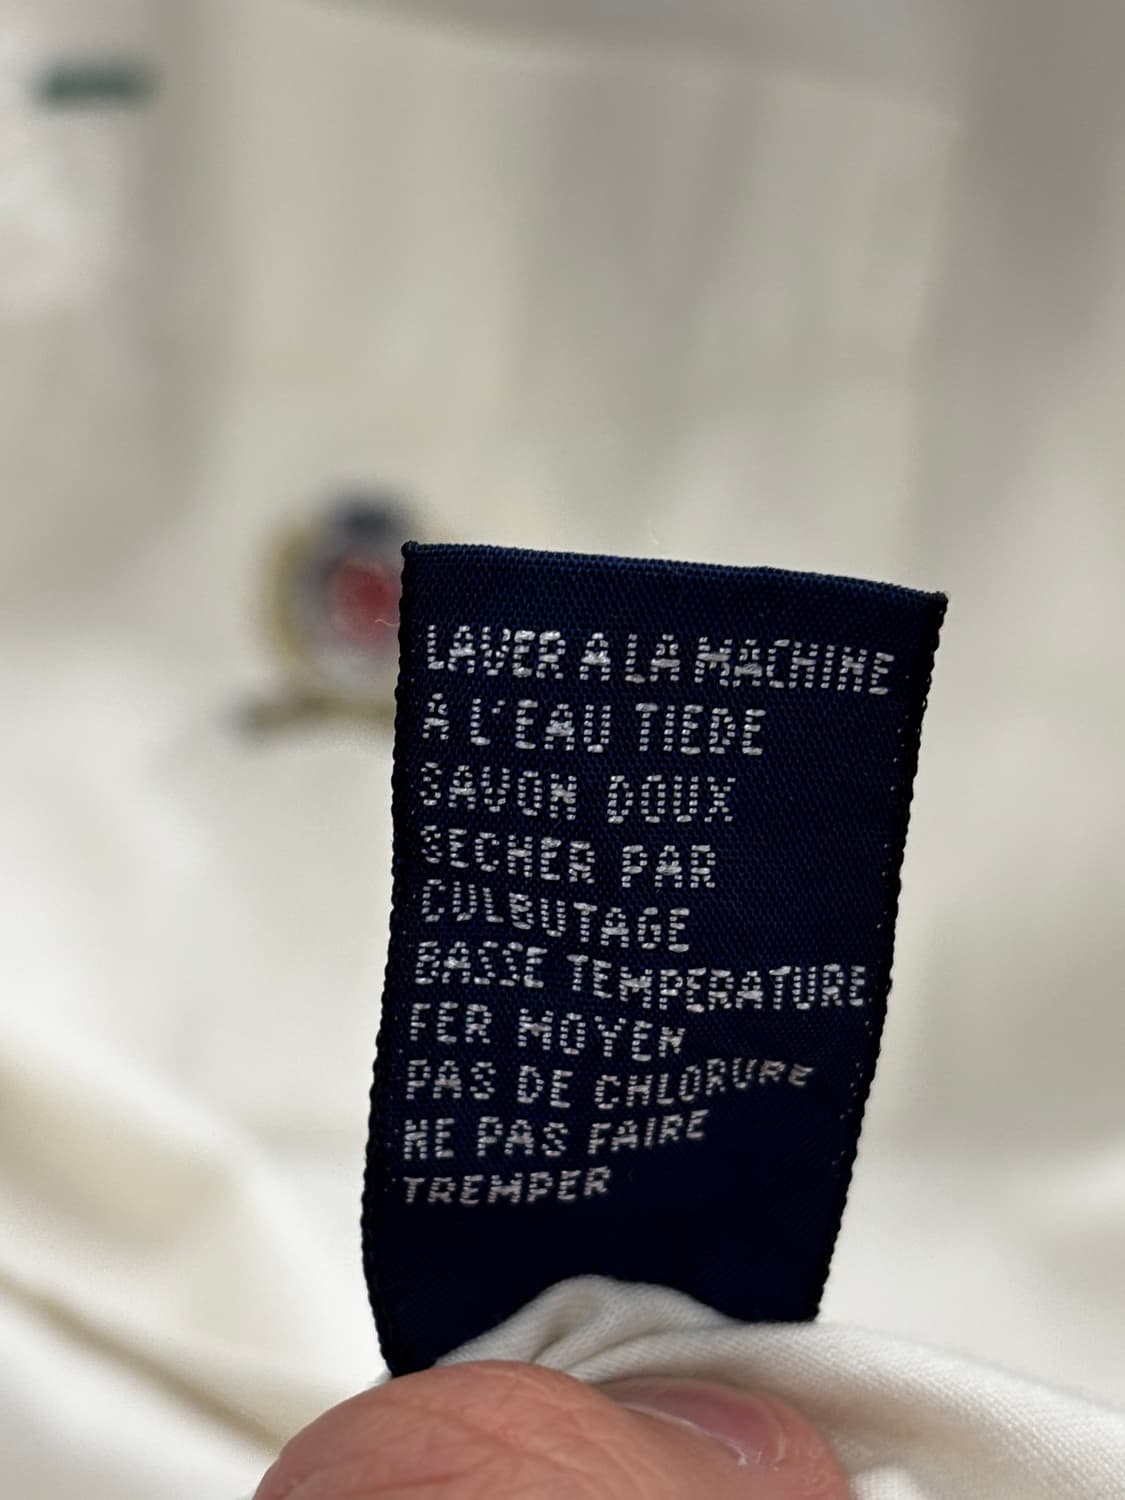 LAVER A LA MACHINE
À L'EAU TIEDE
SAVON DOUX
SECHER PAR
CULBUTAGE
BASSE TEMPERATURE
FER MOYEN
PAS DE CHLORURE
NE PAS FAIRE
TREMPER